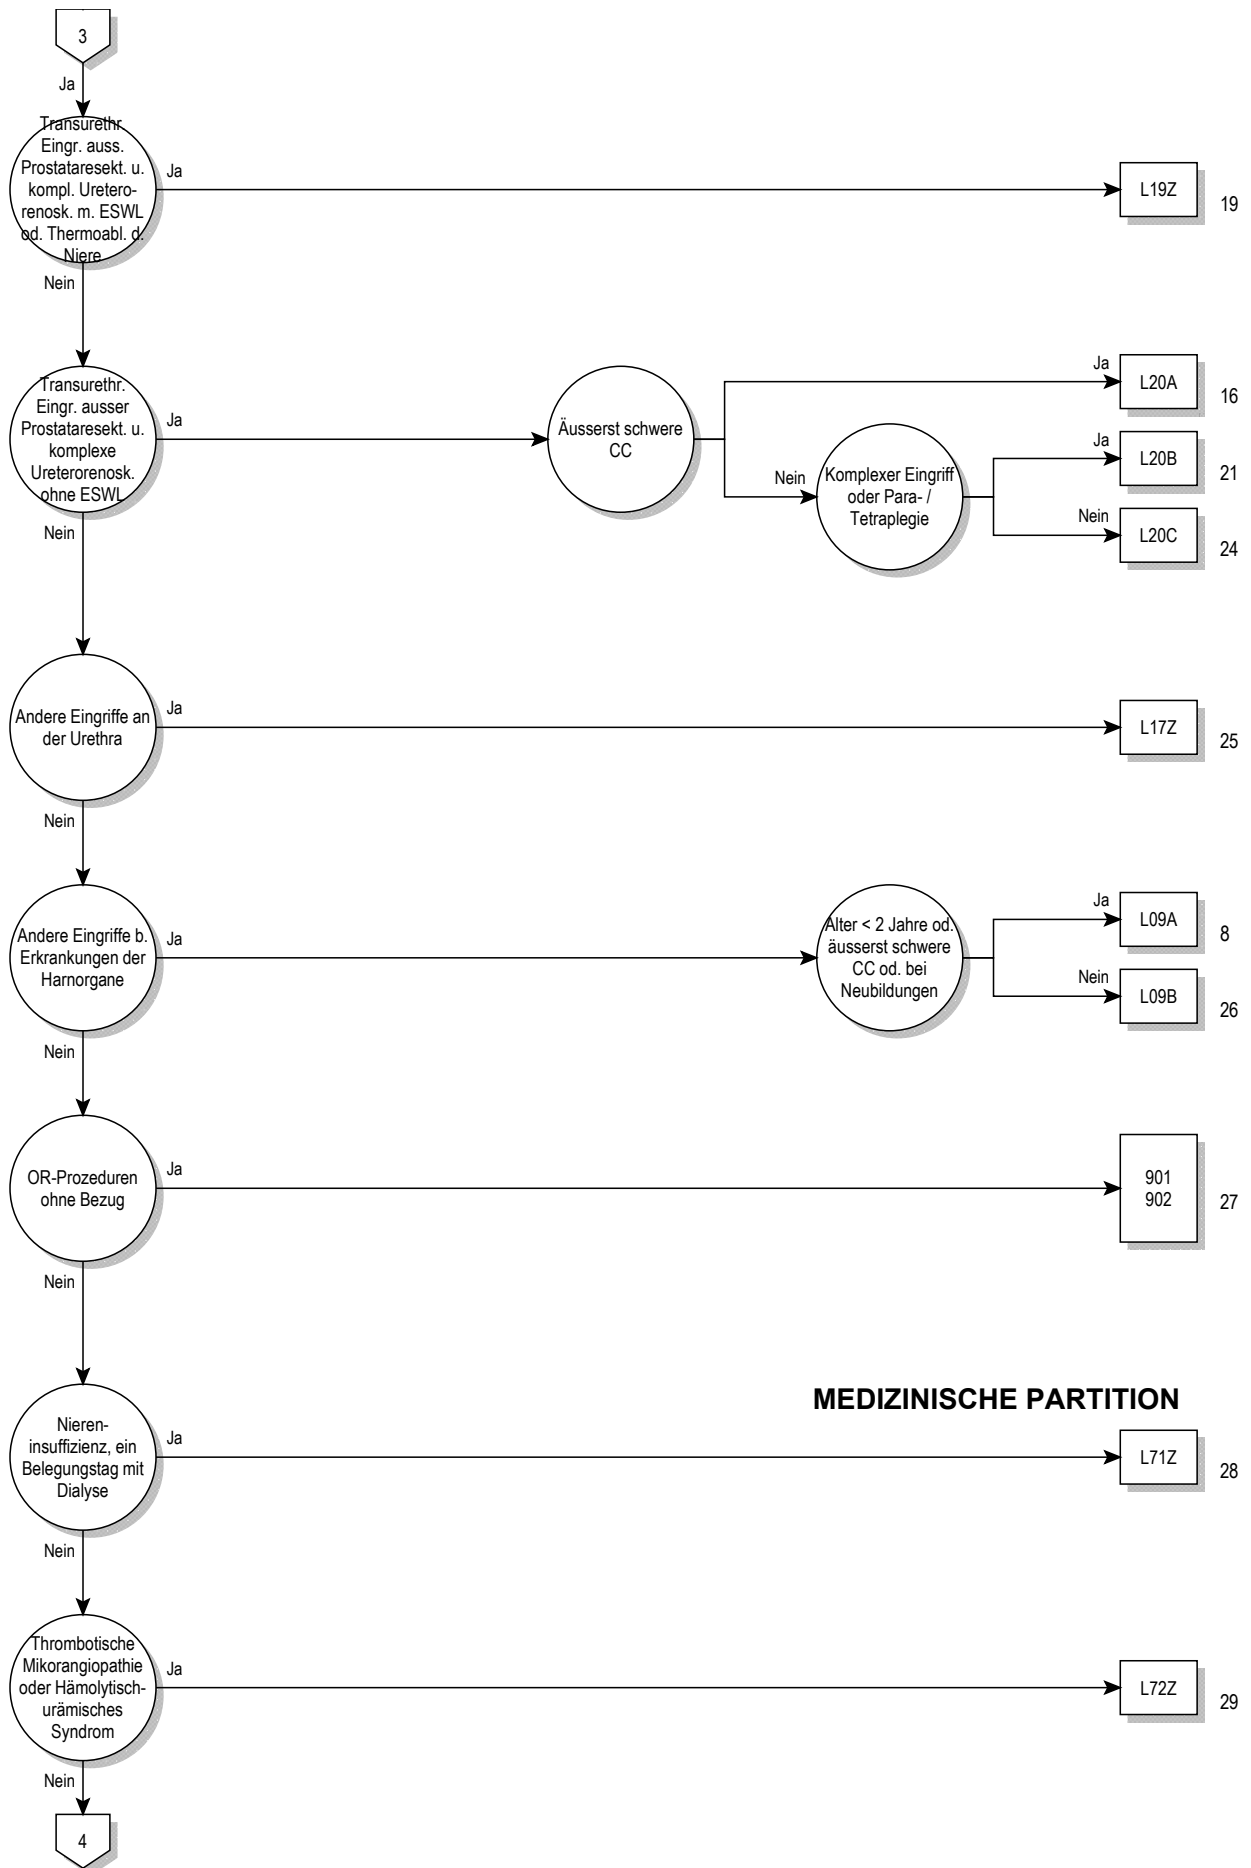 3
Ja
Transurethr.
Eingr. auss.
Prostataresekt. u.
kompl. Uretero-
renosk. m. ESWL
od. Thermoabl. d.
Niere
Ja
L19Z
19
Nein
Transurethr.
Eingr. ausser
Prostataresekt. u.
komplexe
Ureterorenosk.
ohne ESWL
Ja
Äusserst schwere
CC
Ja
L20A
16
Nein
Komplexer Eingriff
oder Para- /
Tetraplegie
Ja
L20B
21
Nein
L20C
24
Nein
Andere Eingriffe an
der Urethra
Ja
L17Z
25
Nein
Andere Eingriffe b.
Erkrankungen der
Harnorgane
Ja
Alter < 2 Jahre od.
äusserst schwere
CC od. bei
Neubildungen
Ja
L09A
8
Nein
L09B
26
Nein
OR-Prozeduren
ohne Bezug
Ja
901
902
27
Nein
MEDIZINISCHE PARTITION
Nieren-
insuffizienz, ein
Belegungstag mit
Dialyse
Ja
L71Z
28
Nein
Thrombotische
Mikorangiopathie
oder Hämolytisch-
urämisches
Syndrom
Ja
L72Z
29
Nein
4